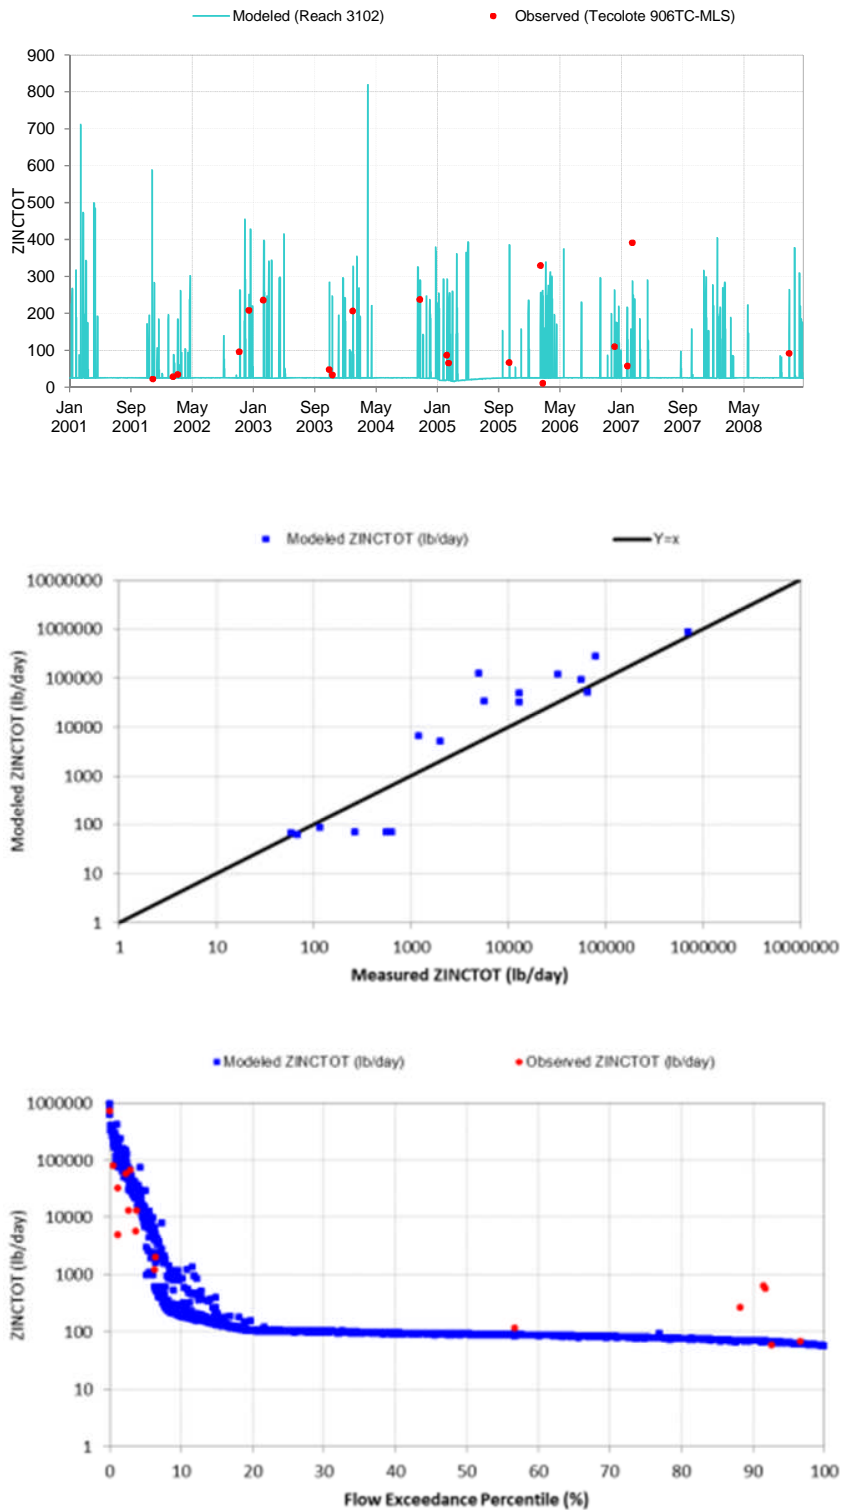 Modeled (Reach 3102) Observed (Tecolote 906TC-MLS)
900
800
700
600
500
400
300
200
100
0
ZINCTOT
Jan 2001
Sep 2001
May 2002
Jan 2003
Sep 2003
May 2004
Jan 2005
Sep 2005
May 2006
Jan 2007
Sep 2007
May 2008
Modeled ZINCTOT (lb/day) Y=x
10000000
1000000
100000
10000
1000
100
10
1
Modeled ZINCTOT (lb/day)
1 10 100 1000 10000 100000 1000000 10000000
Measured ZINCTOT (lb/day)
Modeled ZINCTOT (lb/day) Observed ZINCTOT (lb/day)
1000000
100000
10000
1000
100
10
1
ZINCTOT (lb/day)
0 10 20 30 40 50 60 70 80 90 100
Flow Exceedance Percentile (%)